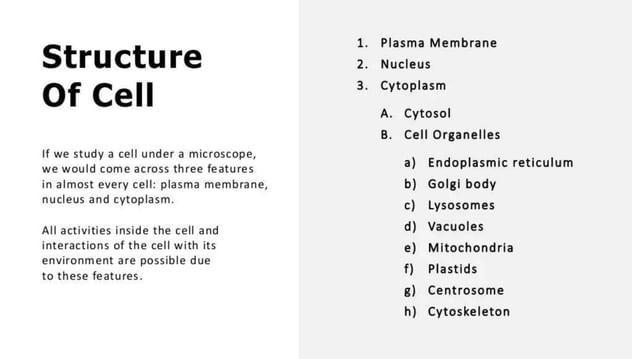 Structure
Of Cell
If we study a cell under a microscope,
we would come across three features
in almost every cell: plasma membrane,
nucleus and cytoplasm.
All activities inside the cell and
interactions of the cell with its
environment are possible due
to these features.
1. Plasma Membrane
2. Nucleus
3. Cytoplasm
A. Cytosol
B. Cell Organelles
a) Endoplasmic reticulum
b) Golgi body
c) Lysosomes
d) Vacuoles
e) Mitochondria
f) Plastids
g) Centrosome
h) Cytoskeleton